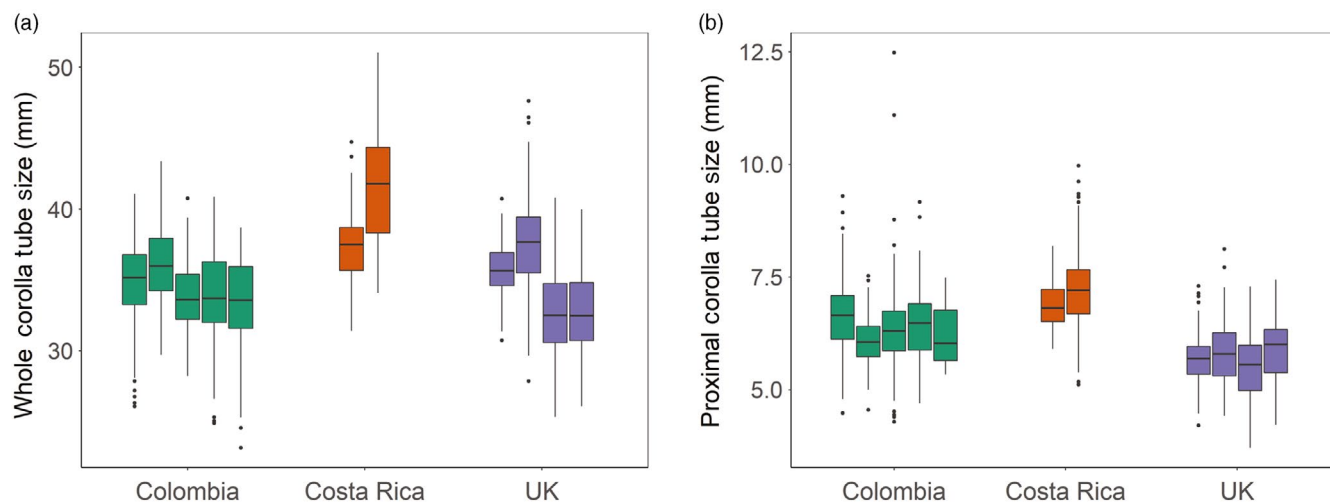 (a)
Whole corolla tube size (mm)
50
40
30
Colombia Costa Rica UK
(b)
Proximal corolla tube size (mm)
12.5
10.0
7.5
5.0
Colombia Costa Rica UK